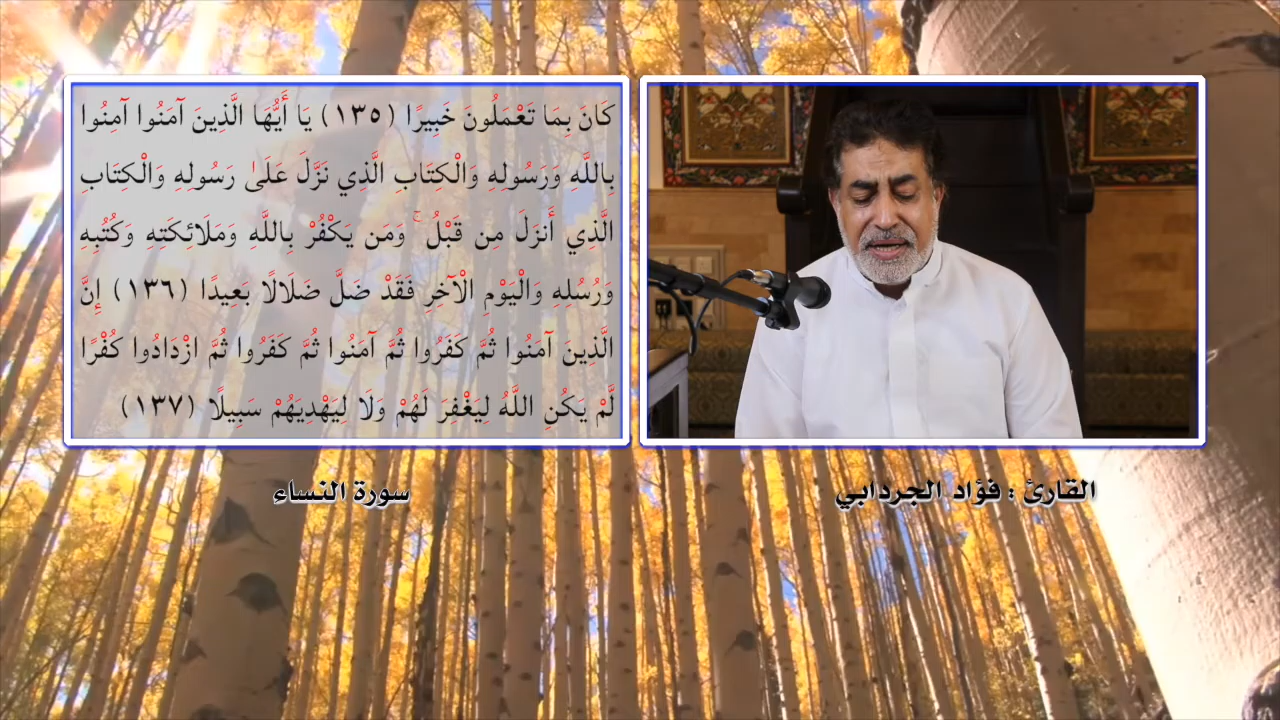 كَانَ بِمَا تَعْمَلُونَ خَبِيرًا (١٣٥) يَا أَيُّهَا الَّذِينَ آمَنُوا آمِنُوا
بِاللَّهِ وَرَسُولِهِ وَالْكِتَابِ الَّذِي نَزَّلَ عَلَىٰ رَسُولِهِ وَالْكِتَابِ
الَّذِي أَنزَلَ مِن قَبْلُ ۚ وَمَن يَكْفُرْ بِاللَّهِ وَمَلَائِكَتِهِ وَكُتُبِهِ
وَرُسُلِهِ وَالْيَوْمِ الْآخِرِ فَقَدْ ضَلَّ ضَلَالًا بَعِيدًا (١٣٦) إِنَّ
الَّذِينَ آمَنُوا ثُمَّ كَفَرُوا ثُمَّ آمَنُوا ثُمَّ كَفَرُوا ثُمَّ ازْدَادُوا كُفْرًا
لَّمْ يَكُنِ اللَّهُ لِيَغْفِرَ لَهُمْ وَلَا لِيَهْدِيَهُمْ سَبِيلًا (١٣٧)
القارئ : فؤاد الجردابي
سورة النساء